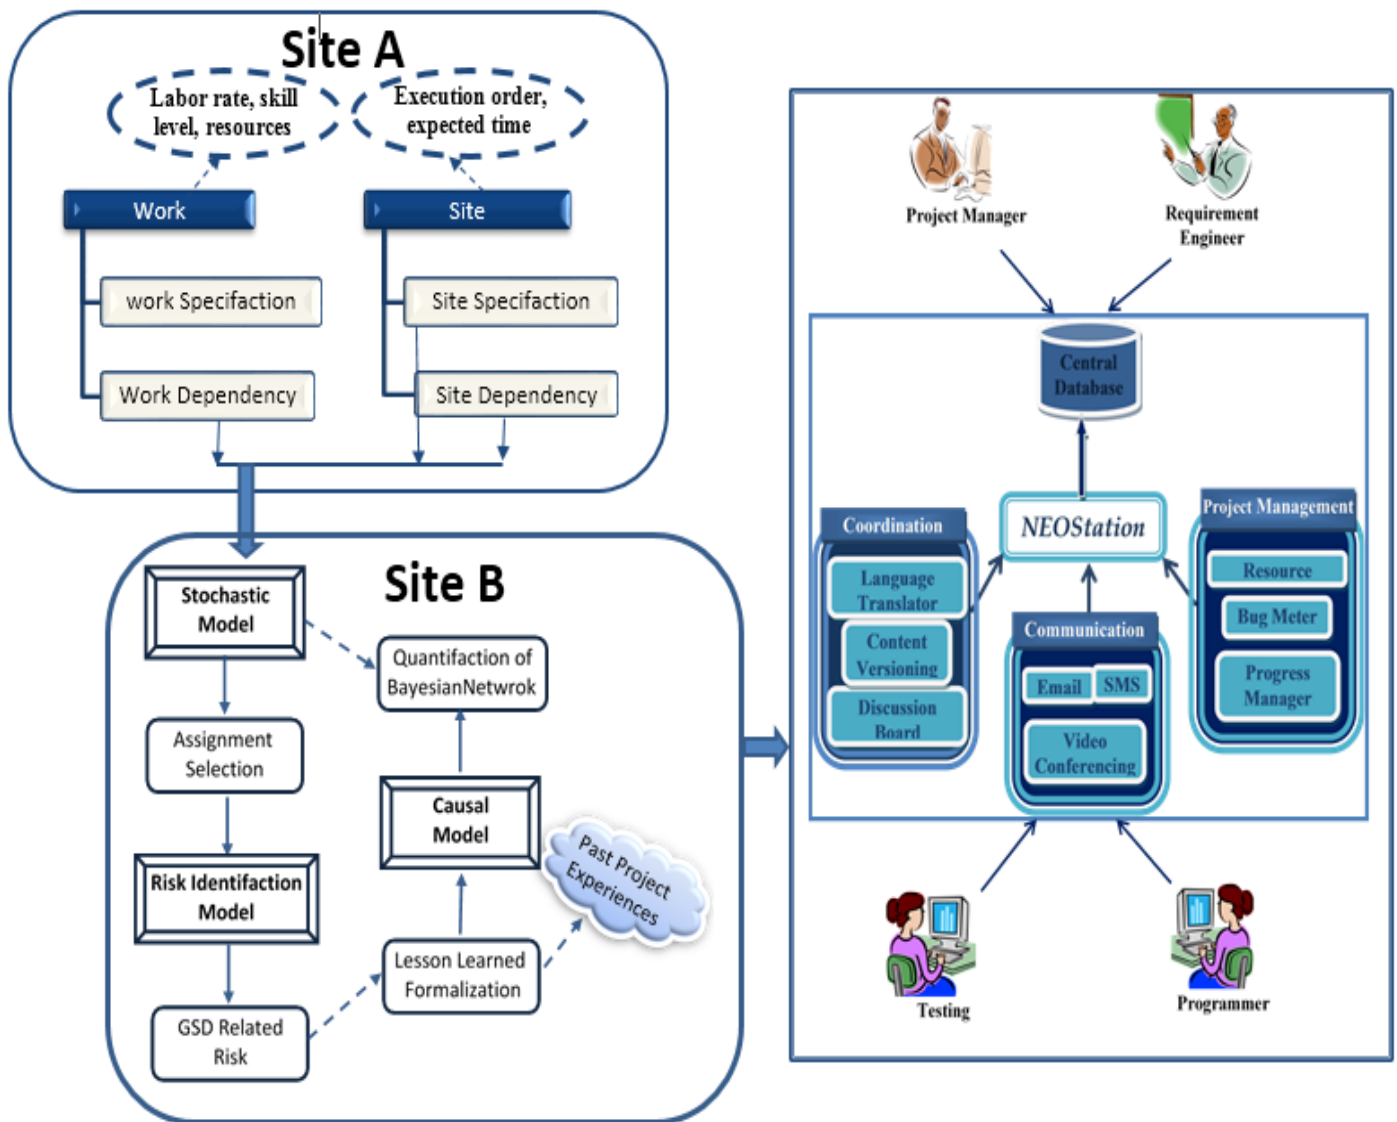 Site A
Labor rate, skill
level, resources
Execution order,
expected time
Work
Site
work Specifaction
Site Specifaction
Work Dependency
Site Dependency
Site B
Stochastic
Model
Quantifaction of
BayesianNetwrok
Assignment
Selection
Causal
Model
Past Project
Experiences
Risk Identifaction
Model
Lesson Learned
Formalization
GSD Related
Risk
Project Manager
Requirement
Engineer
Central
Database
NEOStation
Coordination
Language
Translator
Content
Versioning
Discussion
Board
Communication
Email
SMS
Video
Conferencing
Project Management
Resource
Bug Meter
Progress
Manager
Testing
Programmer